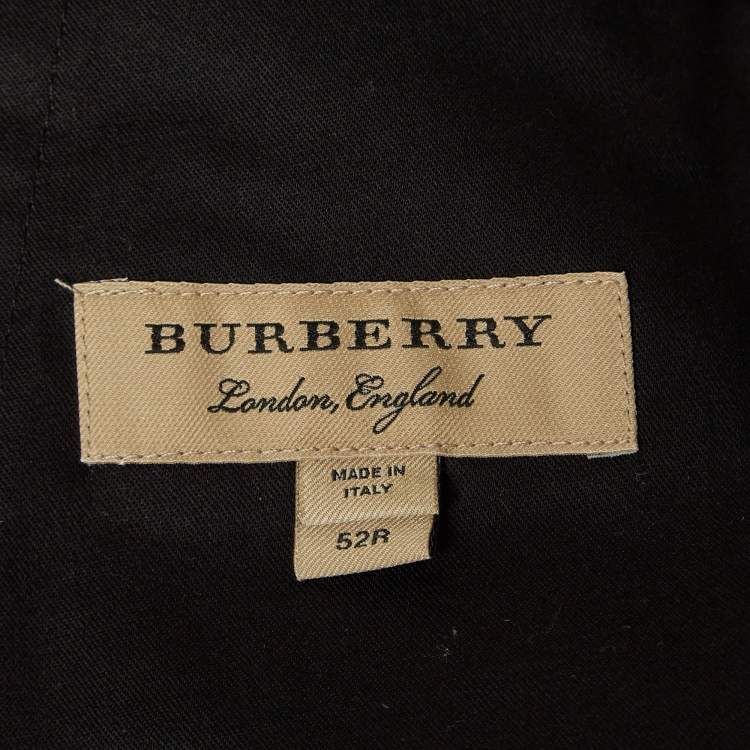 BURBERRY
London, England
MADE IN
ITALY
52R